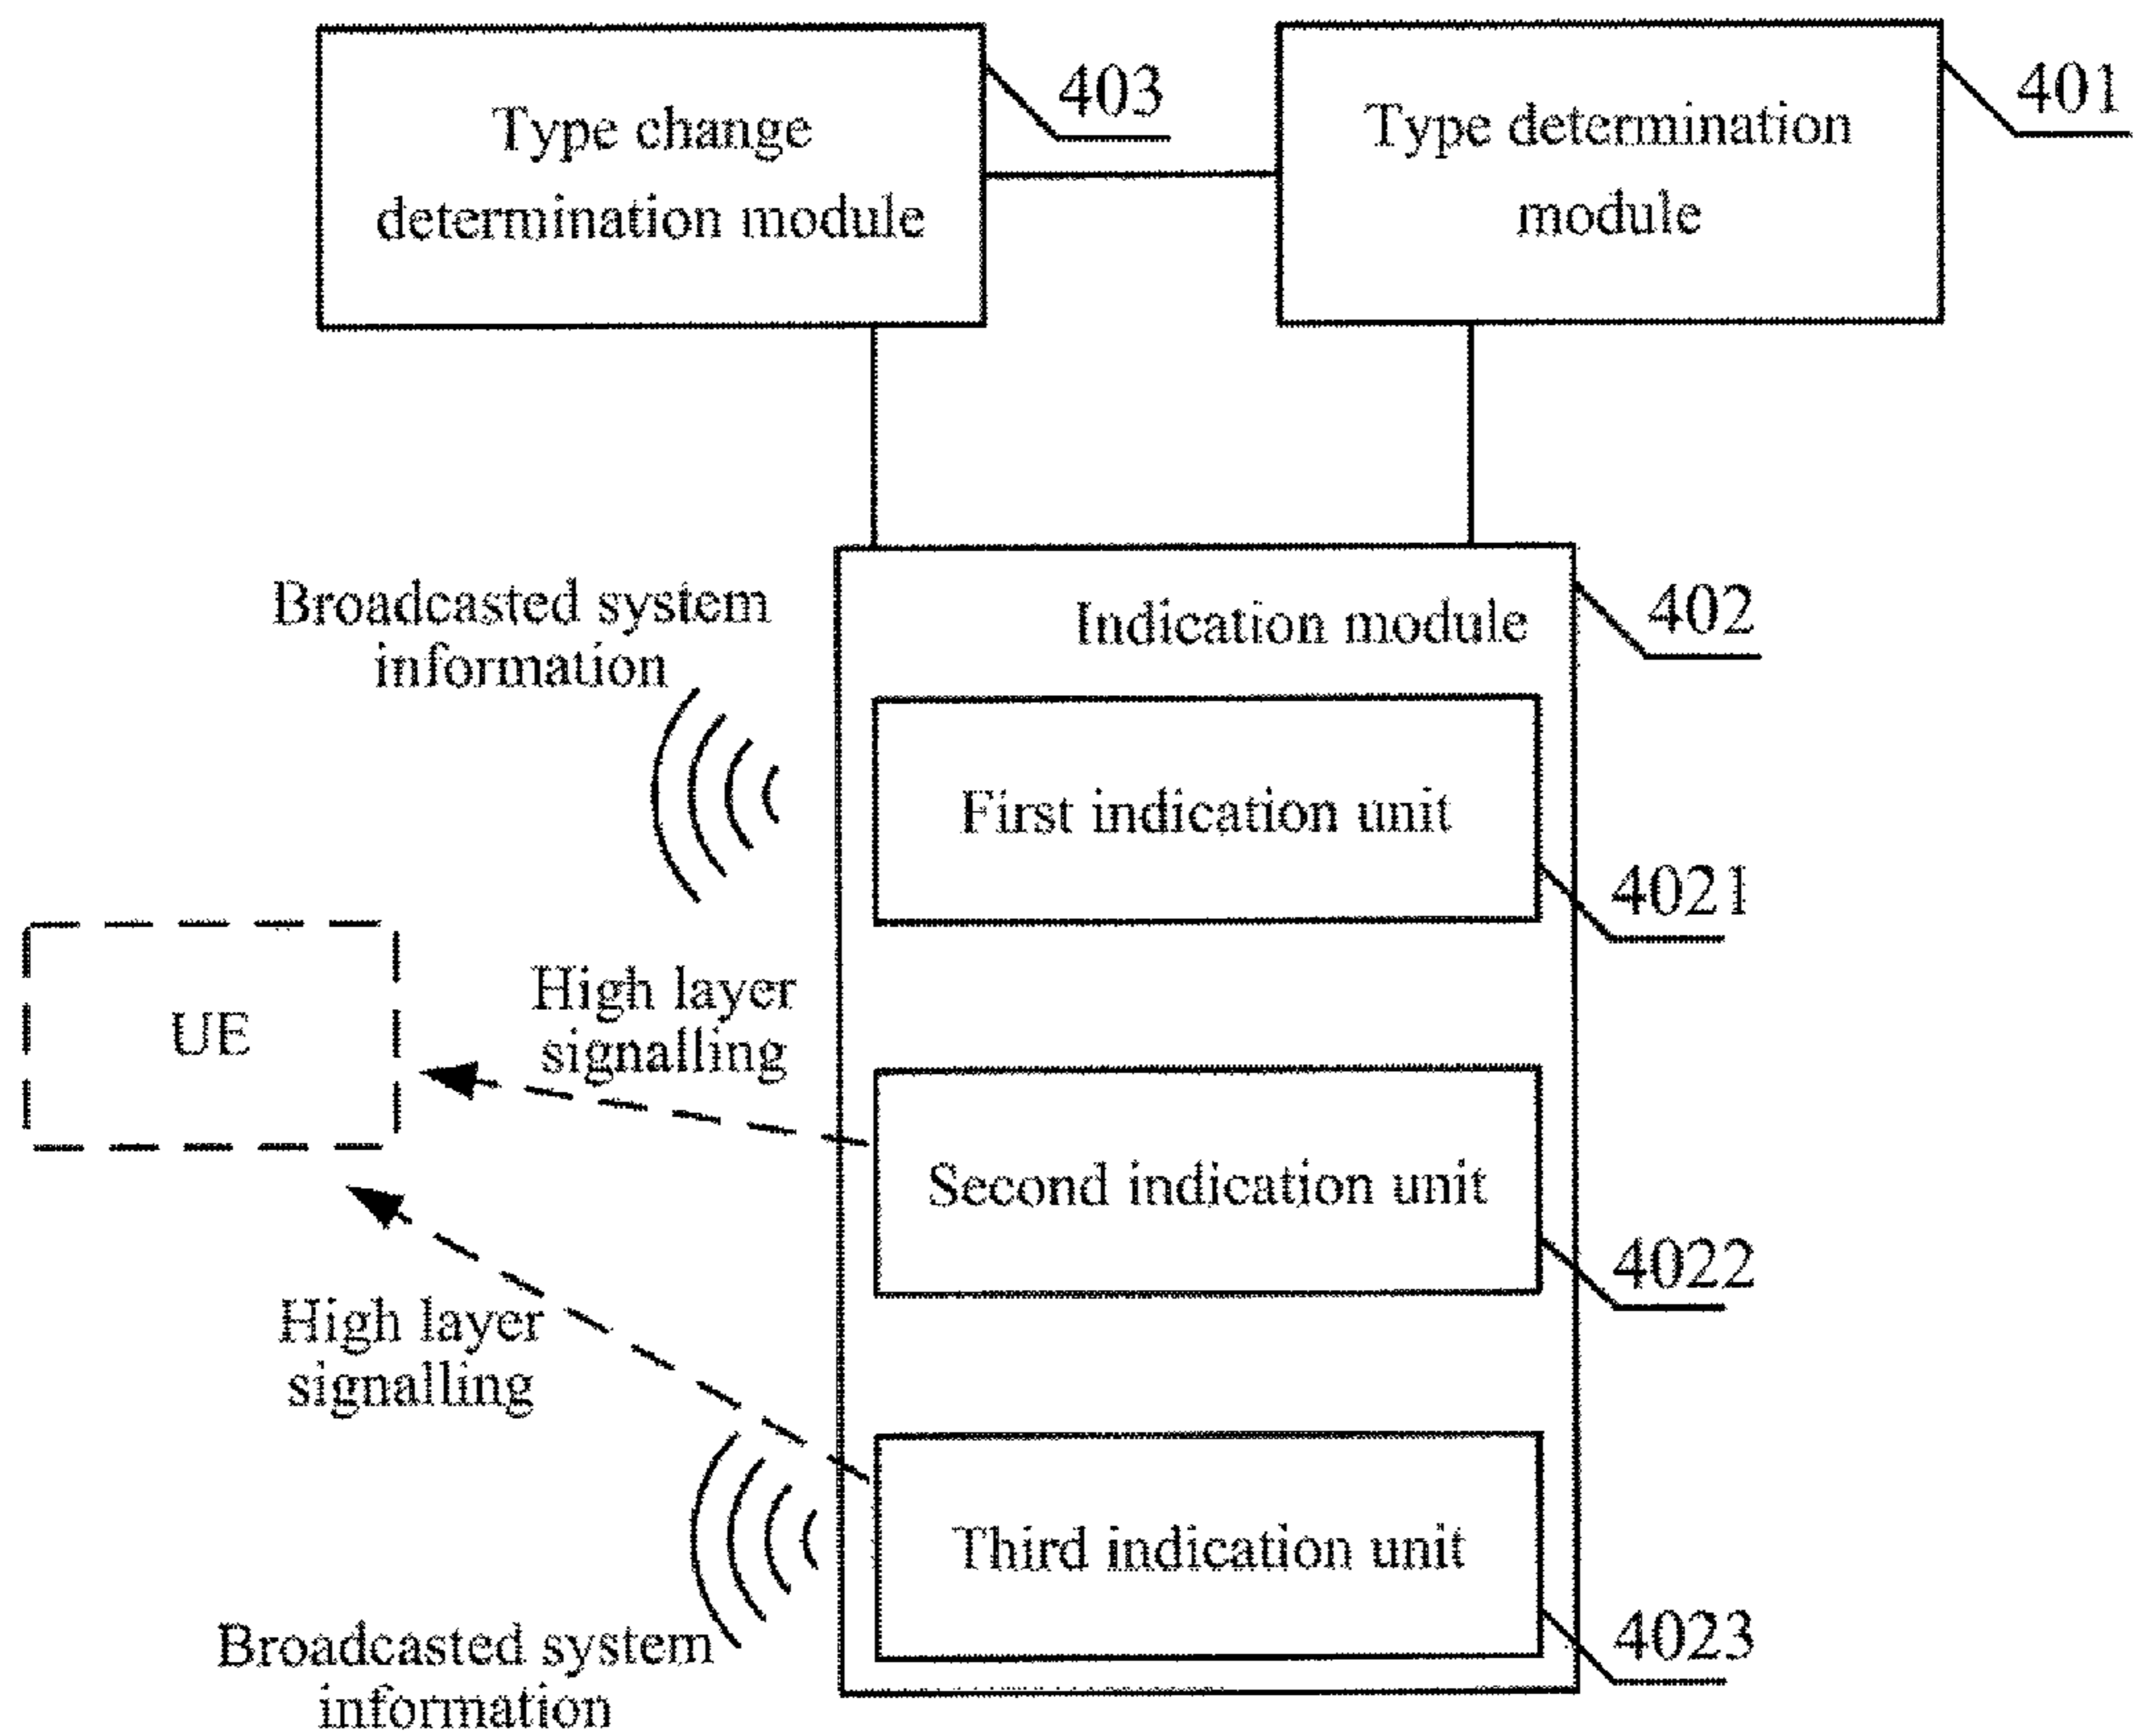 Type change
determination module
403
Type determination
module
401
Broadcasted system
information
Indication module
402
First indication unit
4021
UE
High layer
signalling
Second indication unit
4022
High layer
signalling
Third indication unit
4023
Broadcasted system
information